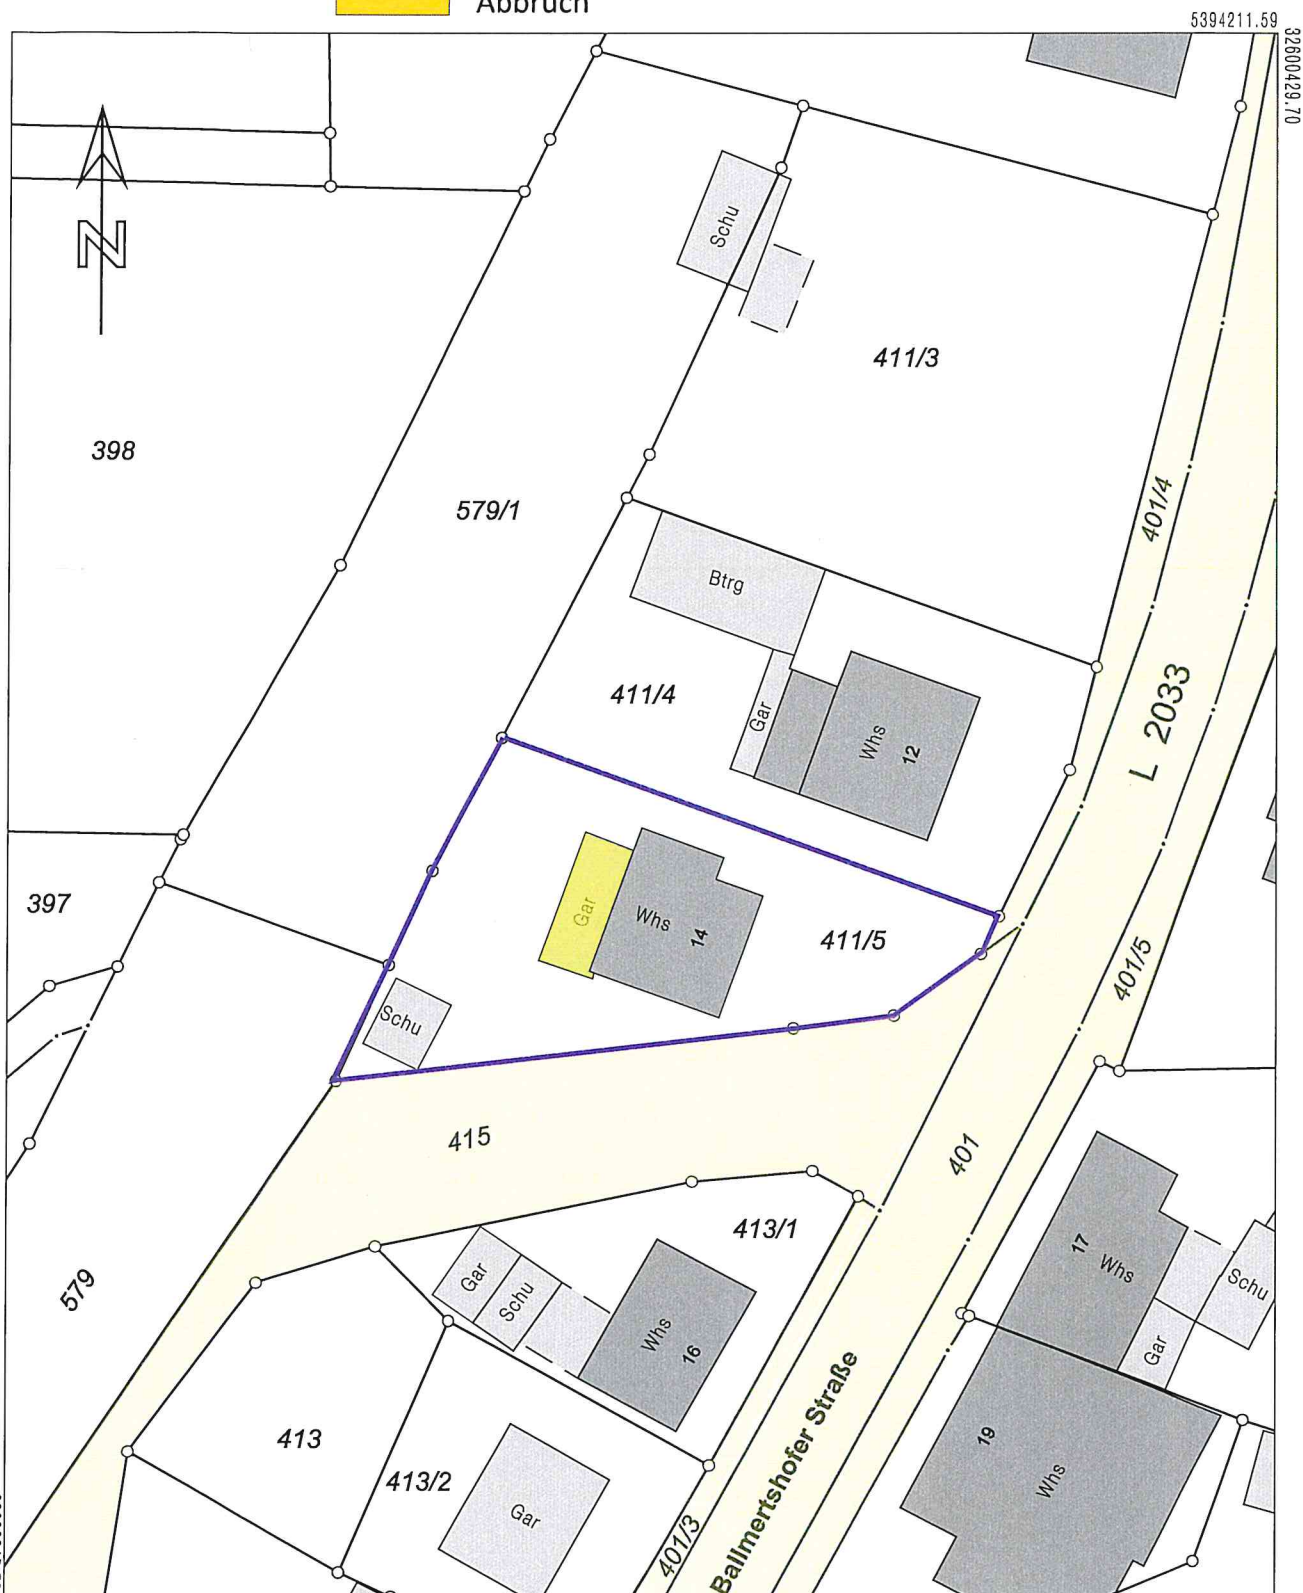 Abbruch
5394211.59
32600429.70
N
Schu
411/3
398
579/1
401/4
Btrg
411/4
Gar
Whs
12
L 2033
397
Gar
Whs
14
411/5
401/5
Schu
415
401
413/1
17
Whs
Schu
Gar
579
Gar
Schu
Whs
16
413
413/2
Gar
401/3
Ballmertshofer Straße
19
Whs